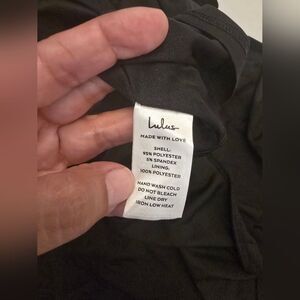 Lulus
MADE WITH LOVE
SHELL:
95% POLYESTER
5% SPANDEX
LINING:
100% POLYESTER
HAND WASH COLD
DO NOT BLEACH
LINE DRY
IRON LOW HEAT